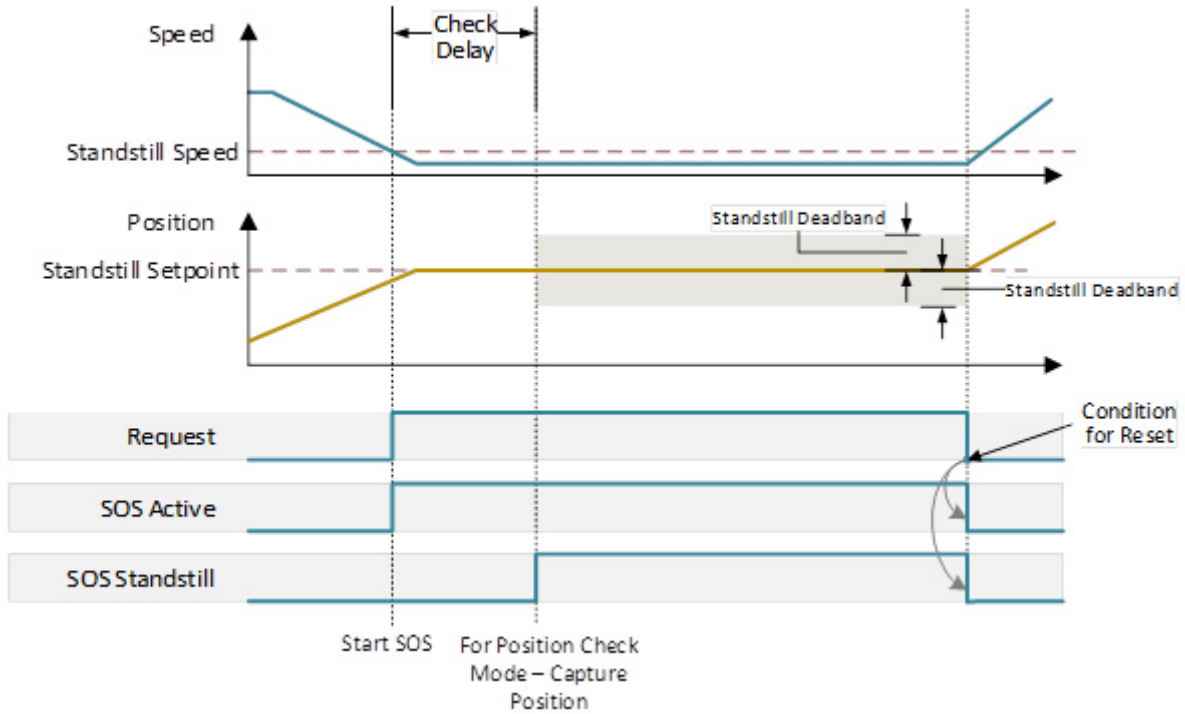 Speed
Check
Delay
Standstill Speed
Position
Standstill Deadband
Standstill Setpoint
Standstill Deadband
Request
Condition
for Reset
SOS Active
SOS Standstill
Start SOS
For Position Check
Mode – Capture
Position